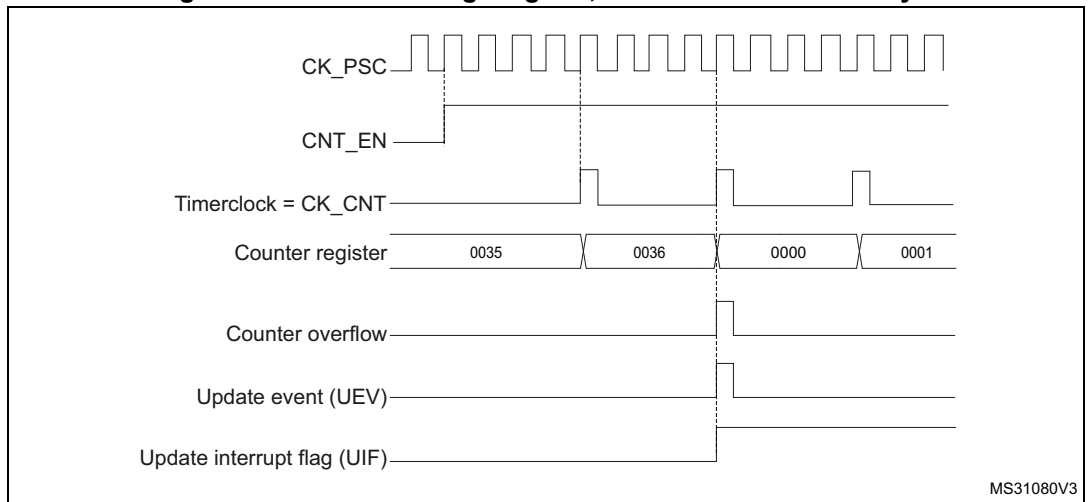 CK_PSC
CNT_EN
Timerclock = CK_CNT
Counter register 0035 0036 0000 0001
Counter overflow
Update event (UEV)
Update interrupt flag (UIF)
MS31080V3